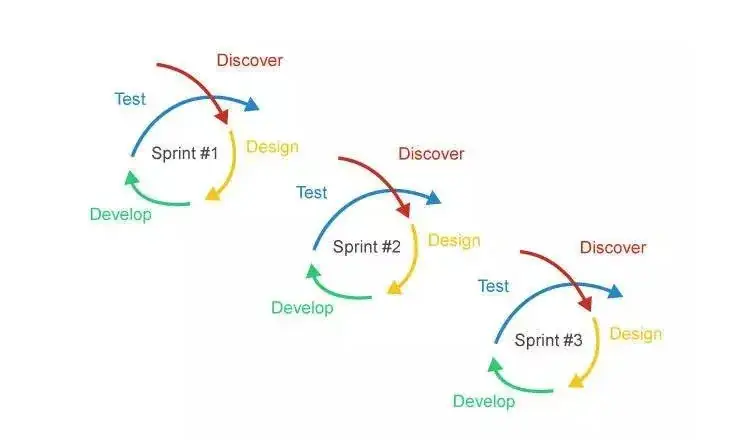 Discover
Test
Sprint #1
Design
Develop
Discover
Test
Sprint #2
Design
Develop
Discover
Test
Sprint #3
Design
Develop